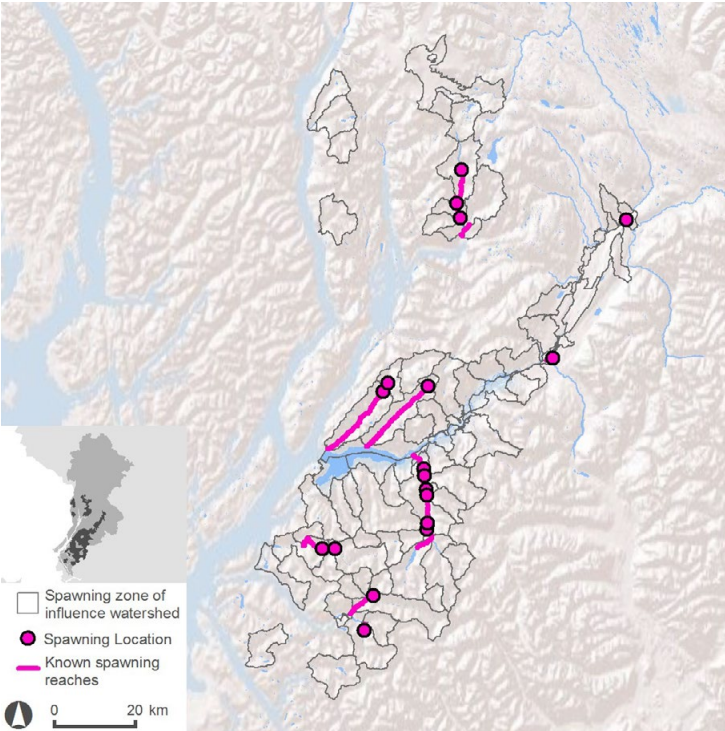 Spawning zone of
influence watershed
Spawning Location
Known spawning
reaches
0 20 km